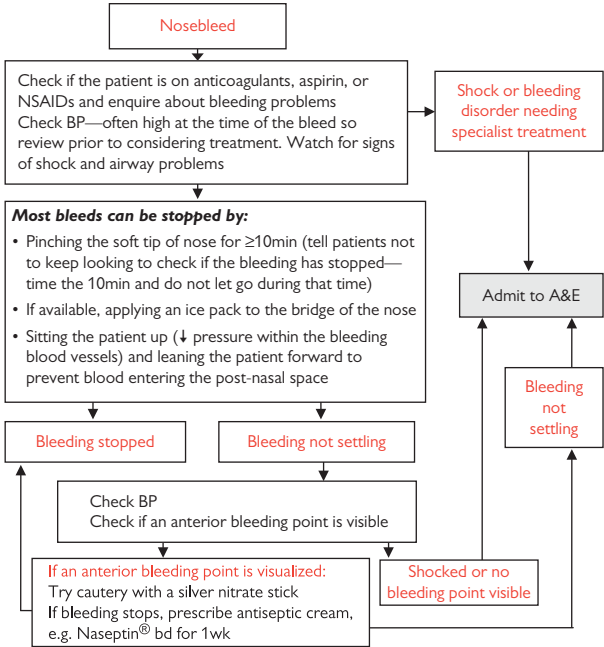 Nosebleed
Check if the patient is on anticoagulants, aspirin, or
NSAIDs and enquire about bleeding problems
Check BP—often high at the time of the bleed so
review prior to considering treatment. Watch for signs
of shock and airway problems
Shock or bleeding
disorder needing
specialist treatment
Most bleeds can be stopped by:
• Pinching the soft tip of nose for ≥10min (tell patients not
to keep looking to check if the bleeding has stopped—
time the 10min and do not let go during that time)
• If available, applying an ice pack to the bridge of the nose
• Sitting the patient up (↓ pressure within the bleeding
blood vessels) and leaning the patient forward to
prevent blood entering the post-nasal space
Admit to A&E
Bleeding
not
settling
Bleeding stopped
Bleeding not settling
Check BP
Check if an anterior bleeding point is visible
If an anterior bleeding point is visualized:
Try cautery with a silver nitrate stick
If bleeding stops, prescribe antiseptic cream,
e.g. Naseptin® bd for 1wk
Shocked or no
bleeding point visible